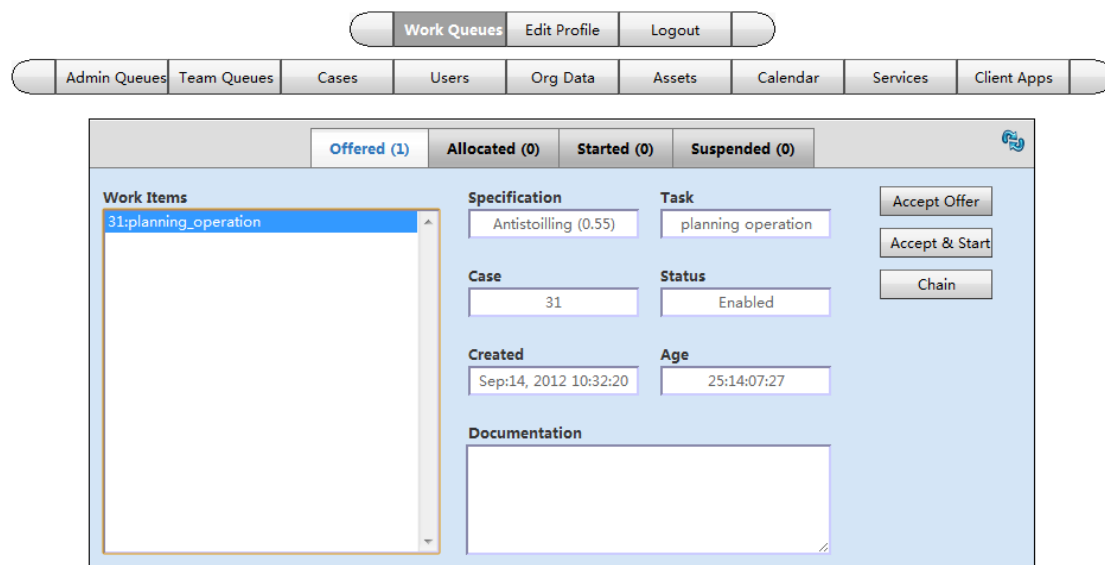 Work Queues Edit Profile Logout
Admin Queues Team Queues Cases Users Org Data Assets Calendar Services Client Apps
Offered (1) Allocated (0) Started (0) Suspended (0)
Work Items
31:planning_operation
Specification Task
Antistoilling (0.55) planning operation
Case Status
31 Enabled
Created Age
Sep:14, 2012 10:32:20 25:14:07:27
Documentation
Accept Offer
Accept & Start
Chain